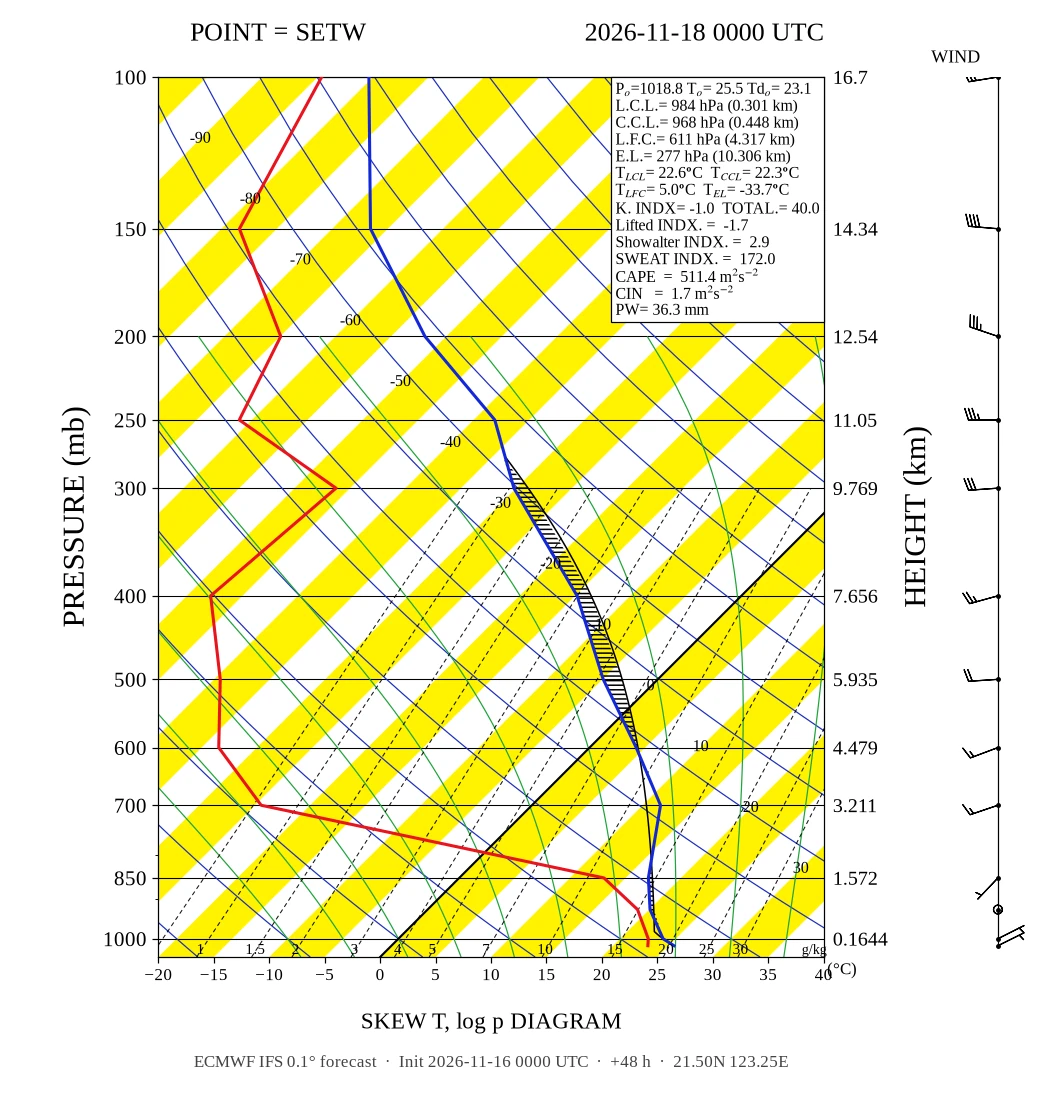 POINT = SETW 2026-11-18 0000 UTC
WIND
100 16.7
Pₒ=1018.8 Tₒ= 25.5 Tdₒ= 23.1
L.C.L.= 984 hPa (0.301 km)
C.C.L.= 968 hPa (0.448 km)
L.F.C.= 611 hPa (4.317 km)
E.L.= 277 hPa (10.306 km)
T_LCL= 22.6°C T_CCL= 22.3°C
T_LFC= 5.0°C T_EL= -33.7°C
K. INDX= -1.0 TOTAL.= 40.0
Lifted INDX. = -1.7
Showalter INDX. = 2.9
SWEAT INDX. = 172.0
CAPE = 511.4 m²s⁻²
CIN = 1.7 m²s⁻²
PW= 36.3 mm
-90
-80
150 14.34
-70
-60
200 12.54
-50
250 11.05
-40
300 9.769
-30
-20
400 7.656
-10
500 5.935
0
600 4.479
10
700 3.211
20
850 1.572
30
1000 0.1644
PRESSURE (mb)
HEIGHT (km)
1 1.5 2 3 4 5 7 10 15 20 25 30 g/kg
−20 −15 −10 −5 0 5 10 15 20 25 30 35 40 (°C)
SKEW T, log p DIAGRAM
ECMWF IFS 0.1° forecast · Init 2026-11-16 0000 UTC · +48 h · 21.50N 123.25E